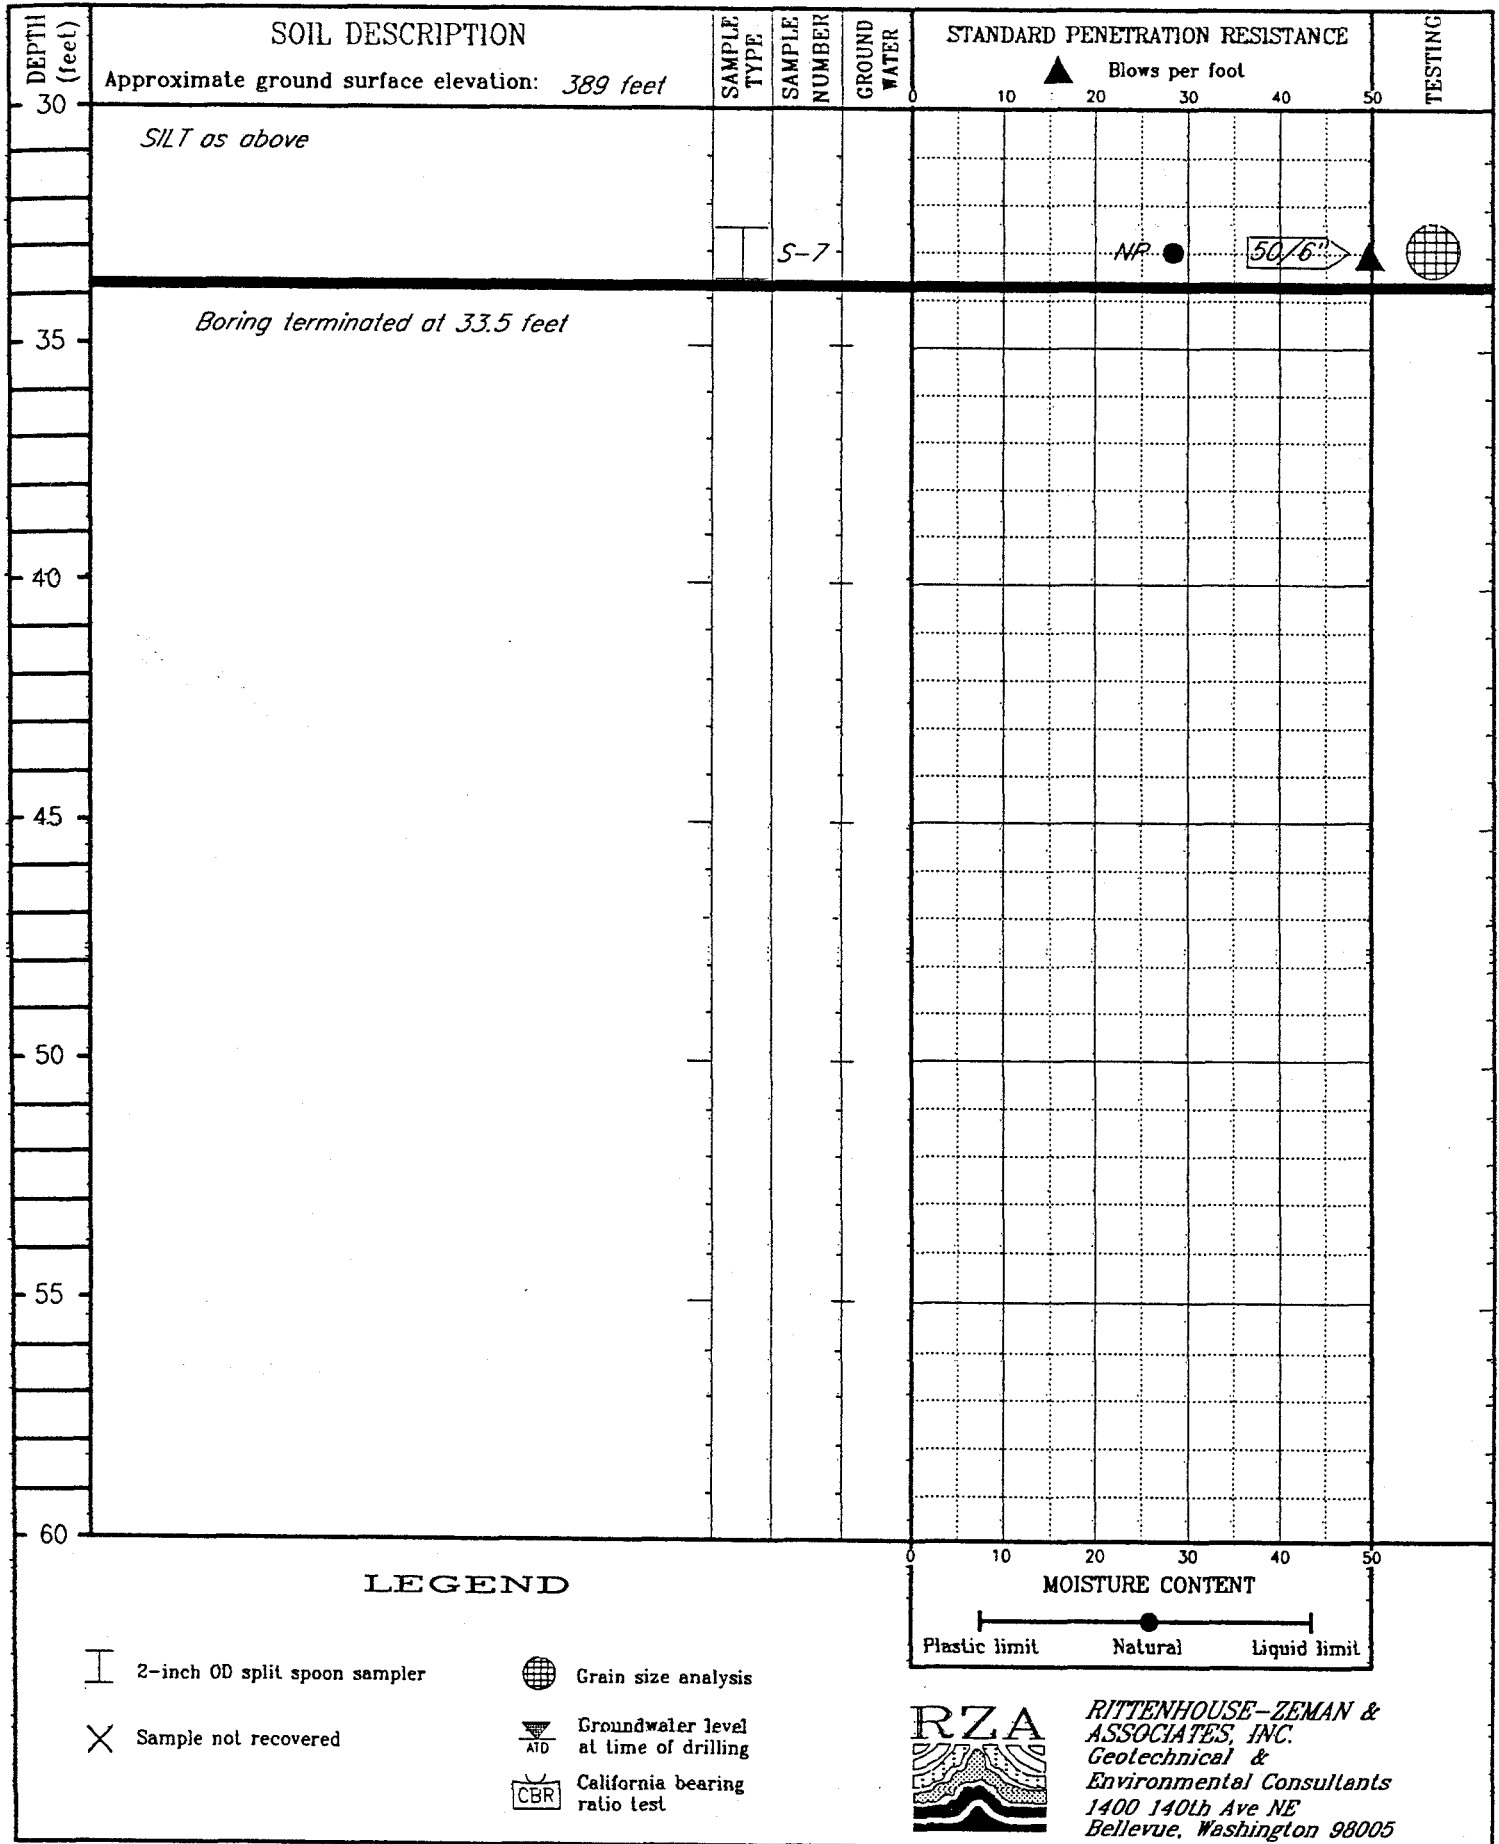 DEPTH
(feet)
SOIL DESCRIPTION
Approximate ground surface elevation: 389 feet
SAMPLE
TYPE
SAMPLE
NUMBER
GROUND
WATER
STANDARD PENETRATION RESISTANCE
▲ Blows per foot
0 10 20 30 40 50
TESTING
30
SILT as above
S-7
NP
50/6"
Boring terminated at 33.5 feet
35
40
45
50
55
60
0 10 20 30 40 50
MOISTURE CONTENT
Plastic limit Natural Liquid limit
LEGEND
2-inch OD split spoon sampler
Sample not recovered
Grain size analysis
ATD
Groundwater level
at time of drilling
CBR
California bearing
ratio test
RZA
RITTENHOUSE-ZEMAN &
ASSOCIATES, INC.
Geotechnical &
Environmental Consultants
1400 140th Ave NE
Bellevue, Washington 98005